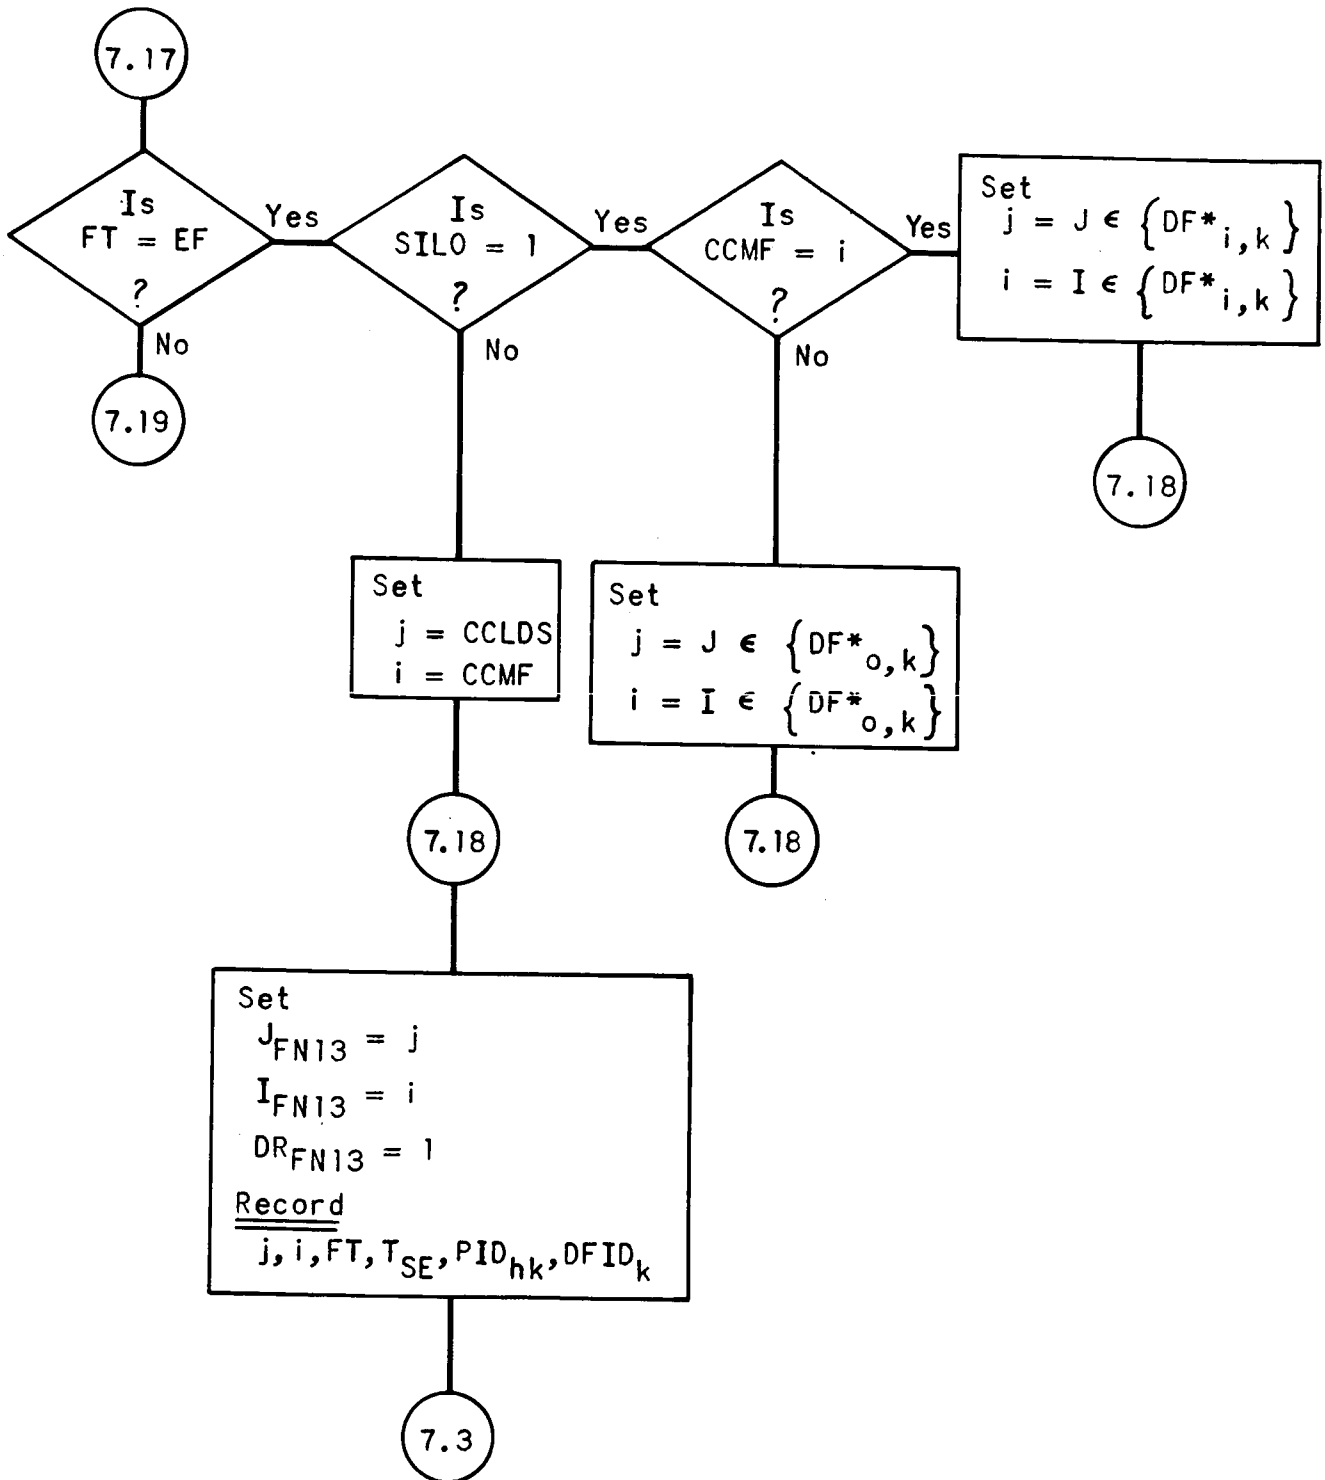 7.17
Is
FT = EF
?
Yes
No
7.19
Is
SILO = 1
?
Yes
No
Is
CCMF = i
?
Yes
No
Set
j = J ϵ {DF*i,k}
i = I ϵ {DF*i,k}
7.18
Set
j = CCLDS
i = CCMF
Set
j = J ϵ {DF*o,k}
i = I ϵ {DF*o,k}
7.18
7.18
Set
JFN13 = j
IFN13 = i
DRFN13 = 1
Record
j, i, FT, TSE, PIDhk, DFIDk
7.3